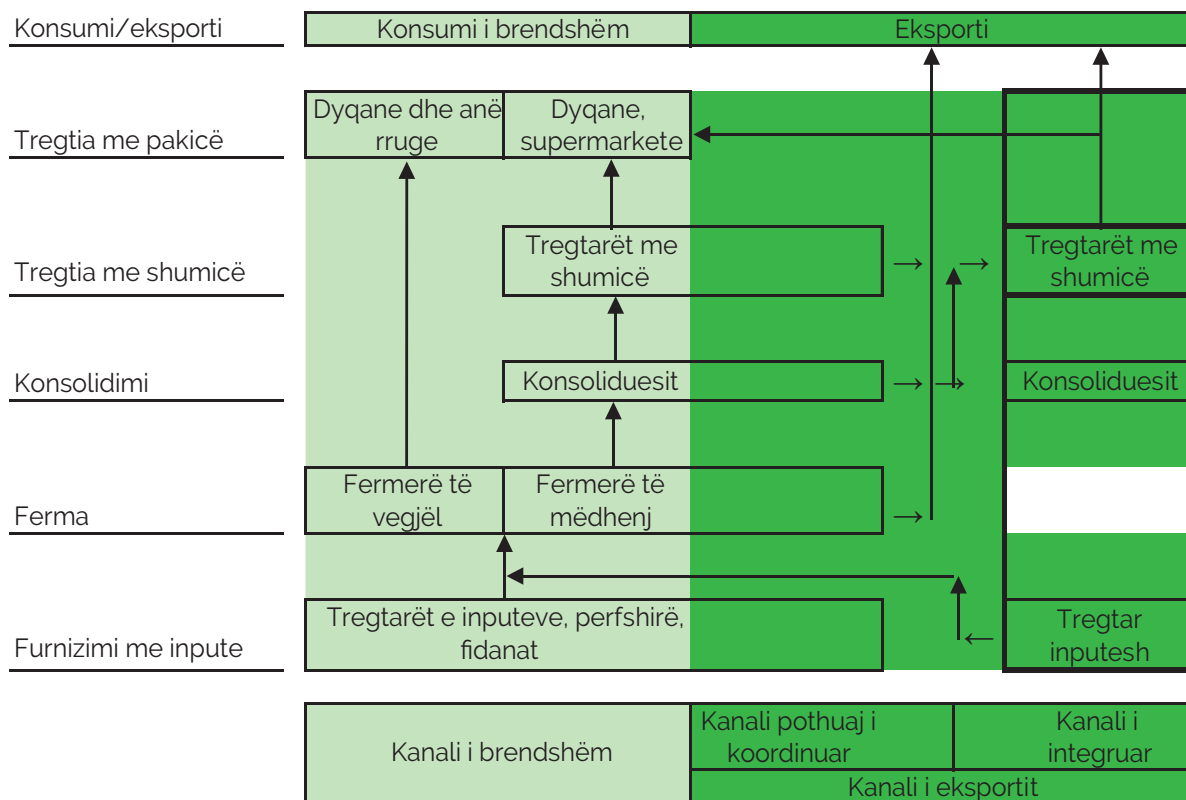 Konsumi/eksporti
Konsumi i brendshëm
Eksporti
Tregtia me pakicë
Dyqane dhe anë
rruge
Dyqane,
supermarkete
Tregtia me shumicë
Tregtarët me
shumicë
Tregtarët me
shumicë
Konsolidimi
Konsoliduesit
Konsoliduesit
Ferma
Fermerë të
vegjël
Fermerë të
mëdhenj
Furnizimi me inpute
Tregtarët e inputeve, perfshirë,
fidanat
Tregtar
inputesh
Kanali i brendshëm
Kanali pothuaj i
koordinuar
Kanali i
integruar
Kanali i eksportit